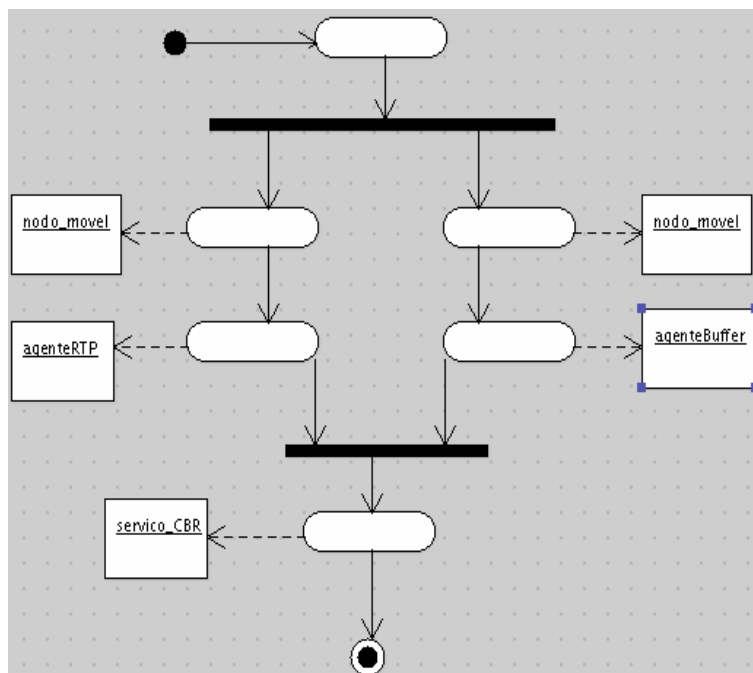 nodo_movel
nodo_movel
agenteRTP
agenteBuffer
servico_CBR